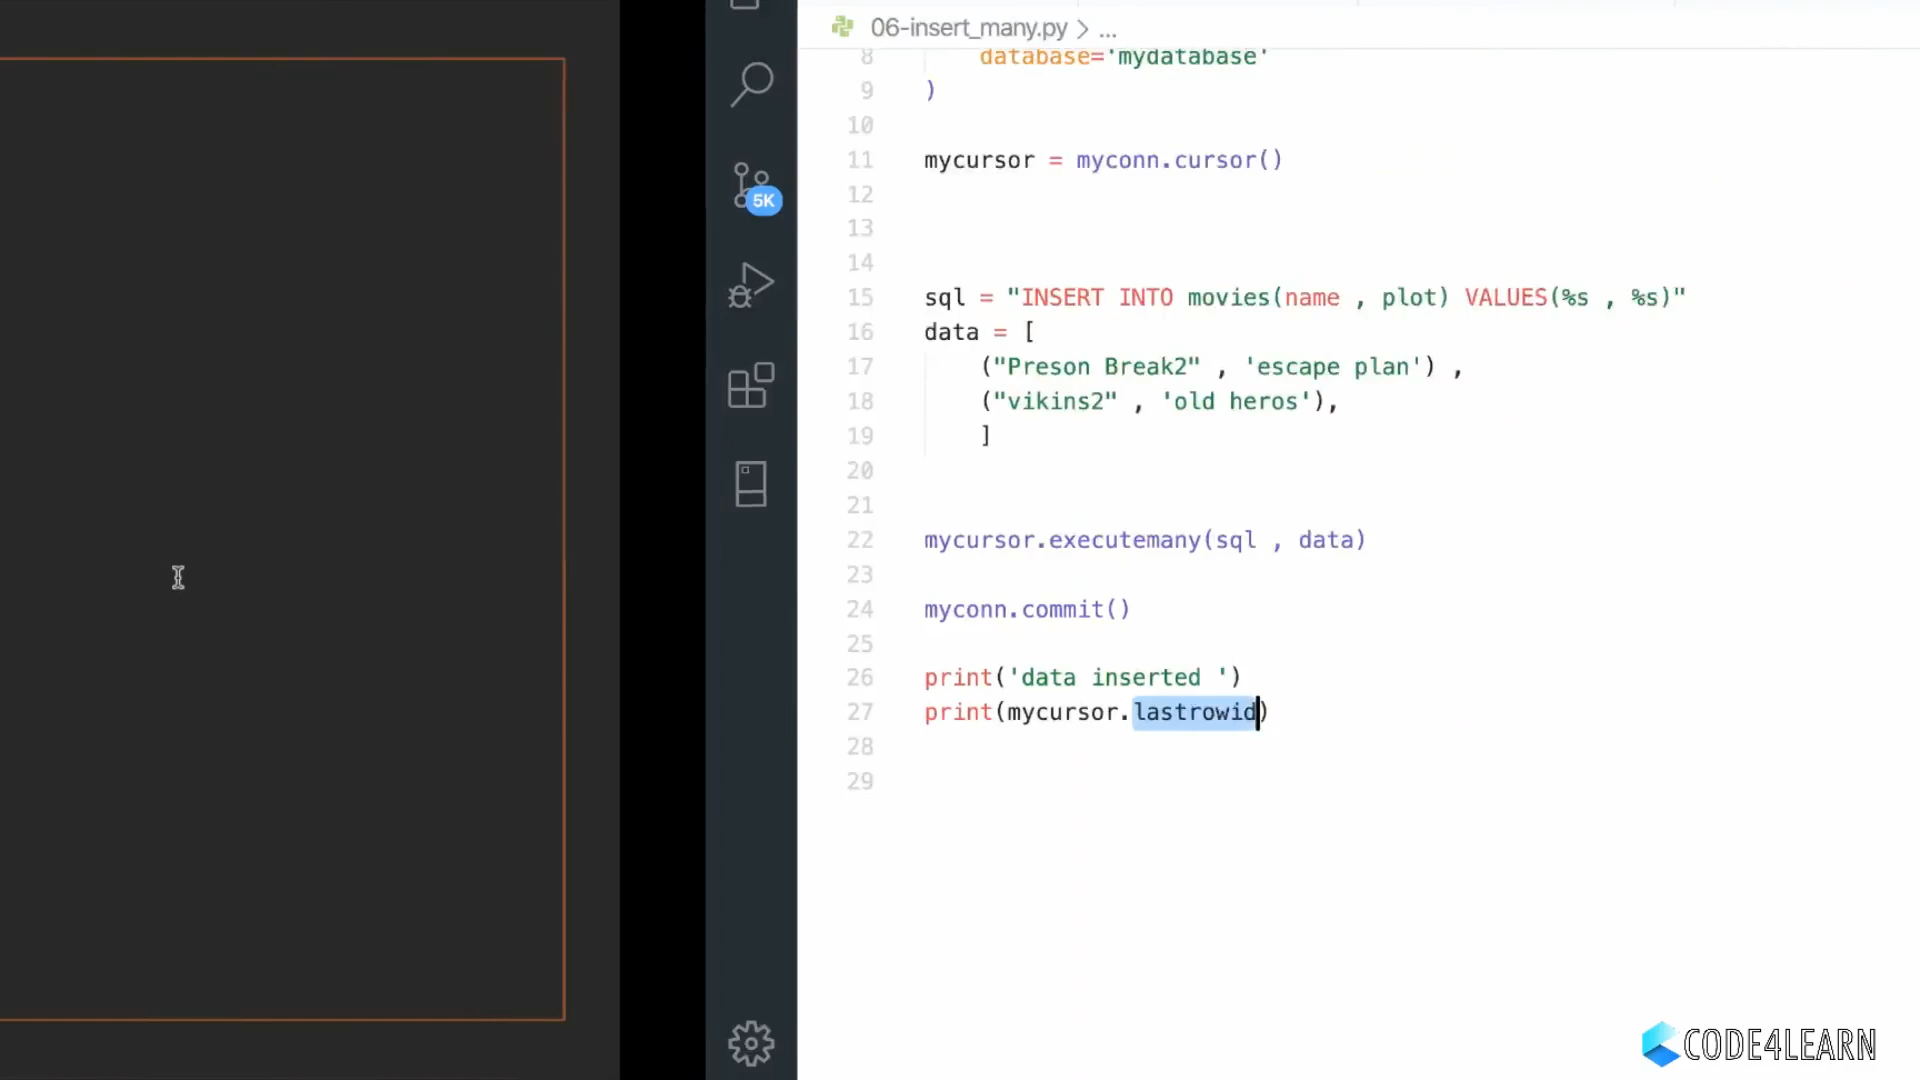 06-insert_many.py > ...
8 database='mydatabase'
9 )
10
11 mycursor = myconn.cursor()
12
13
14
15 sql = "INSERT INTO movies(name , plot) VALUES(%s , %s)"
16 data = [
17 ("Preson Break2" , 'escape plan') ,
18 ("vikins2" , 'old heros'),
19 ]
20
21
22 mycursor.executemany(sql , data)
23
24 myconn.commit()
25
26 print('data inserted ')
27 print(mycursor.lastrowid)
28
29
5K
CODE4LEARN